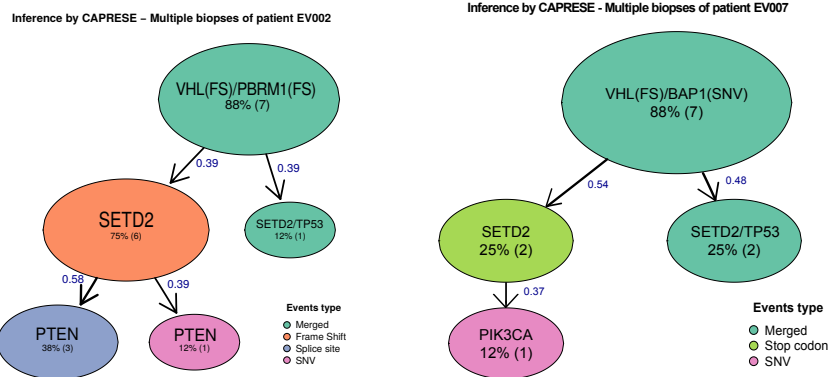 Inference by CAPRESE – Multiple biopses of patient EV002
VHL(FS)/PBRM1(FS)
88% (7)
0.39
0.39
SETD2
75% (6)
SETD2/TP53
12% (1)
0.58
0.39
PTEN
38% (3)
PTEN
12% (1)
Events type
Merged
Frame Shift
Splice site
SNV
Inference by CAPRESE - Multiple biopses of patient EV007
VHL(FS)/BAP1(SNV)
88% (7)
0.54
0.48
SETD2
25% (2)
SETD2/TP53
25% (2)
0.37
PIK3CA
12% (1)
Events type
Merged
Stop codon
SNV